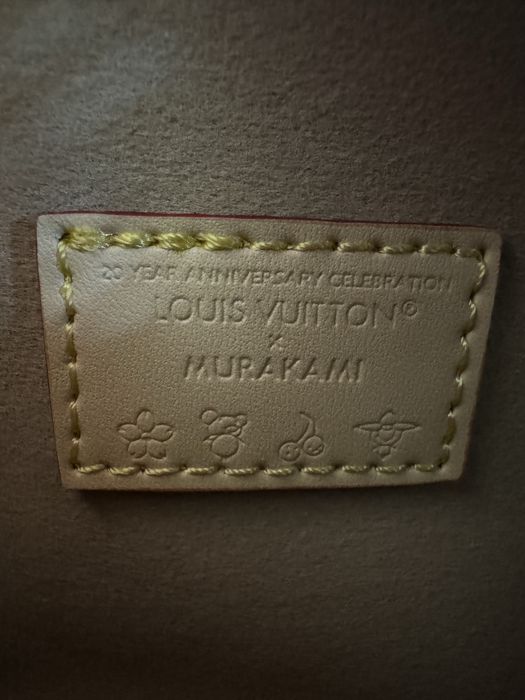 20 YEAR ANNIVERSARY CELEBRATION
LOUIS VUITTON®
×
MURAKAMI